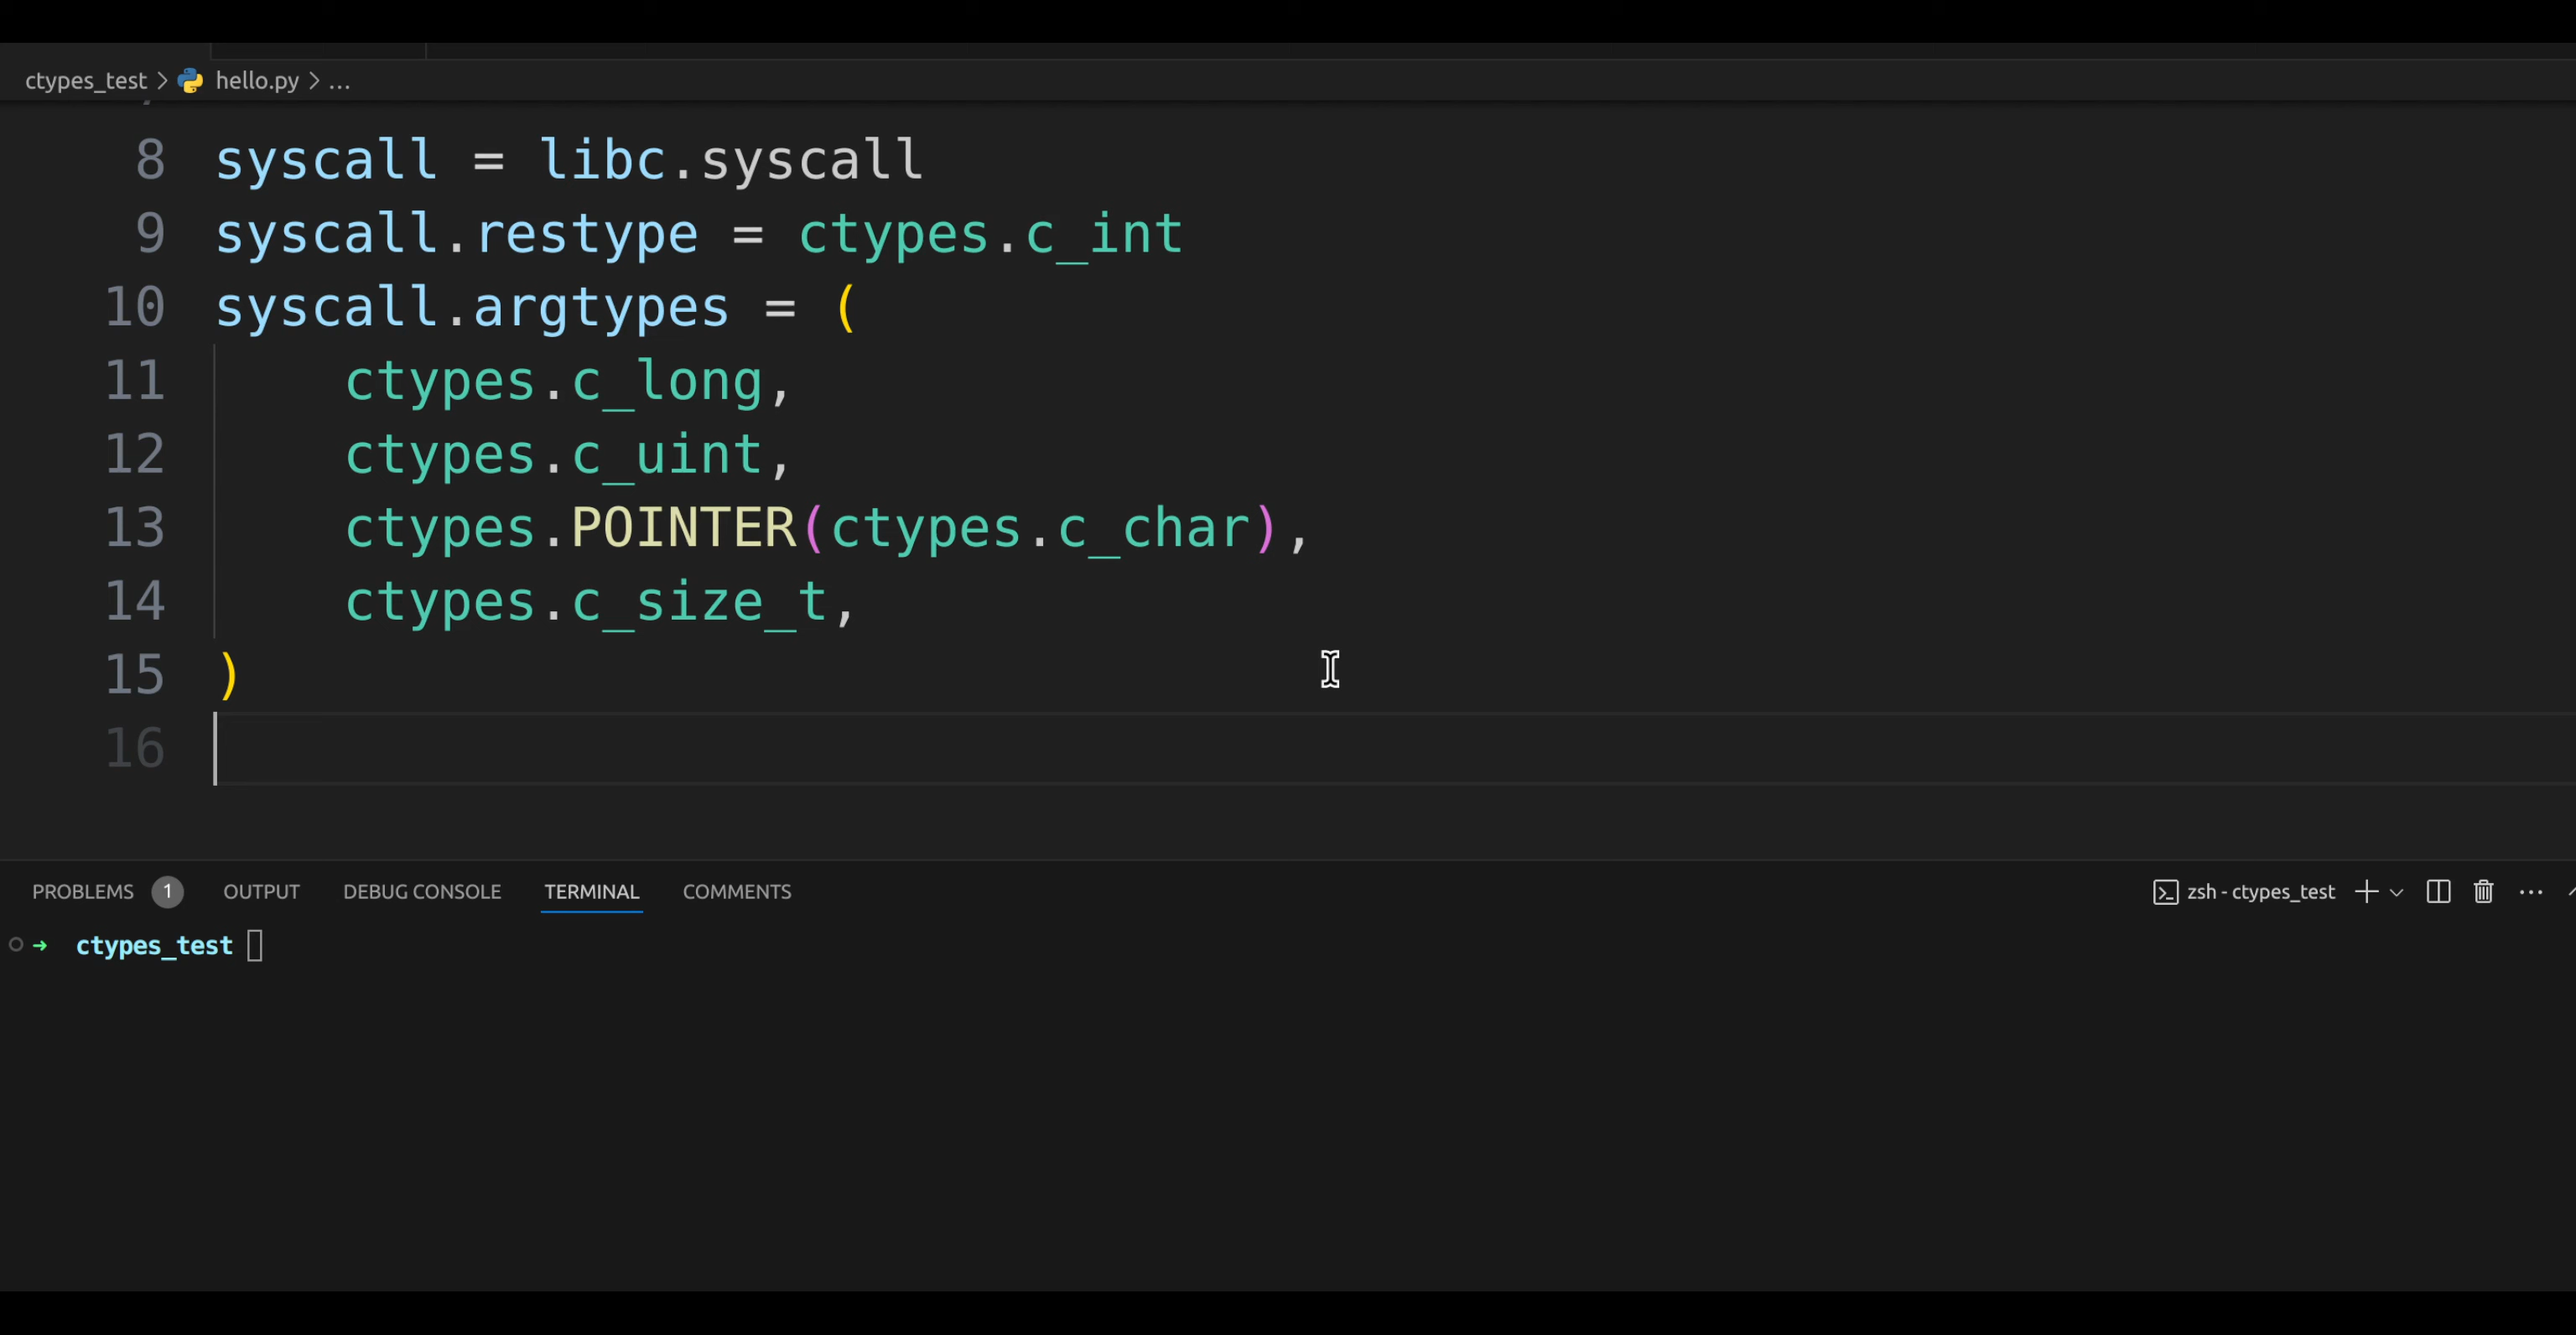 ctypes_test > hello.py > ...
8 syscall = libc.syscall
9 syscall.restype = ctypes.c_int
10 syscall.argtypes = (
11     ctypes.c_long,
12     ctypes.c_uint,
13     ctypes.POINTER(ctypes.c_char),
14     ctypes.c_size_t,
15 )
16
PROBLEMS 1 OUTPUT DEBUG CONSOLE TERMINAL COMMENTS zsh - ctypes_test
→ ctypes_test